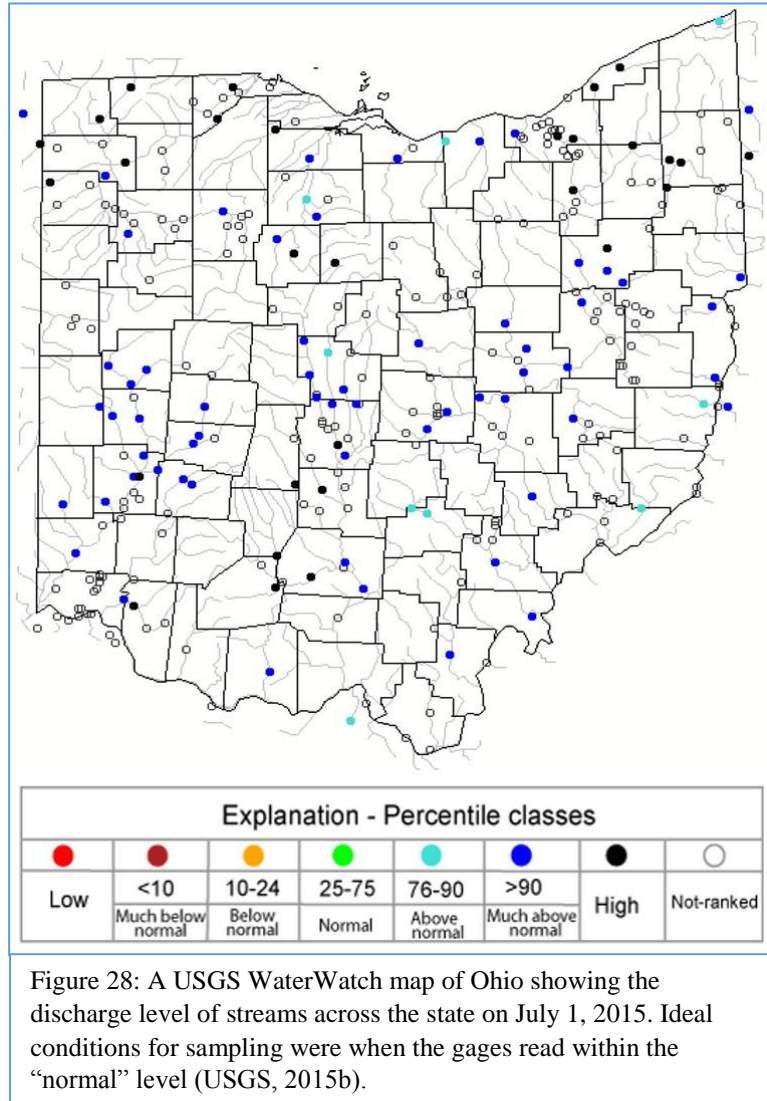 Explanation - Percentile classes
Low <10 10-24 25-75 76-90 >90 High Not-ranked
Much below normal Below normal Normal Above normal Much above normal
Figure 28: A USGS WaterWatch map of Ohio showing the
discharge level of streams across the state on July 1, 2015. Ideal
conditions for sampling were when the gages read within the
“normal” level (USGS, 2015b).